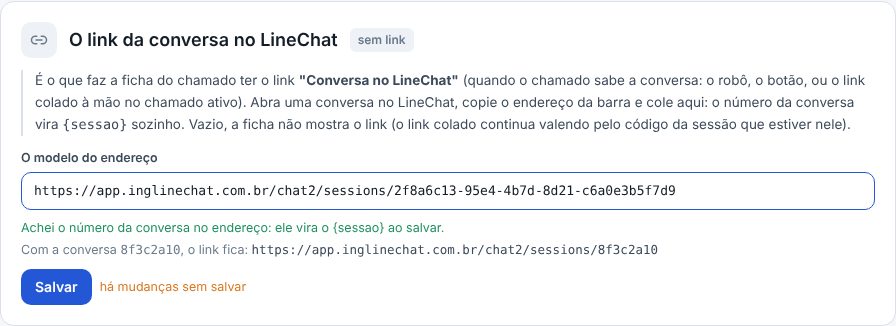 O link da conversa no LineChat sem link
É o que faz a ficha do chamado ter o link "Conversa no LineChat" (quando o chamado sabe a conversa: o robô, o botão, ou o link
colado à mão no chamado ativo). Abra uma conversa no LineChat, copie o endereço da barra e cole aqui: o número da conversa
vira {sessao} sozinho. Vazio, a ficha não mostra o link (o link colado continua valendo pelo código da sessão que estiver nele).
O modelo do endereço
https://app.inglinechat.com.br/chat2/sessions/2f8a6c13-95e4-4b7d-8d21-c6a0e3b5f7d9
Achei o número da conversa no endereço: ele vira o {sessao} ao salvar.
Com a conversa 8f3c2a10, o link fica: https://app.inglinechat.com.br/chat2/sessions/8f3c2a10
Salvar há mudanças sem salvar